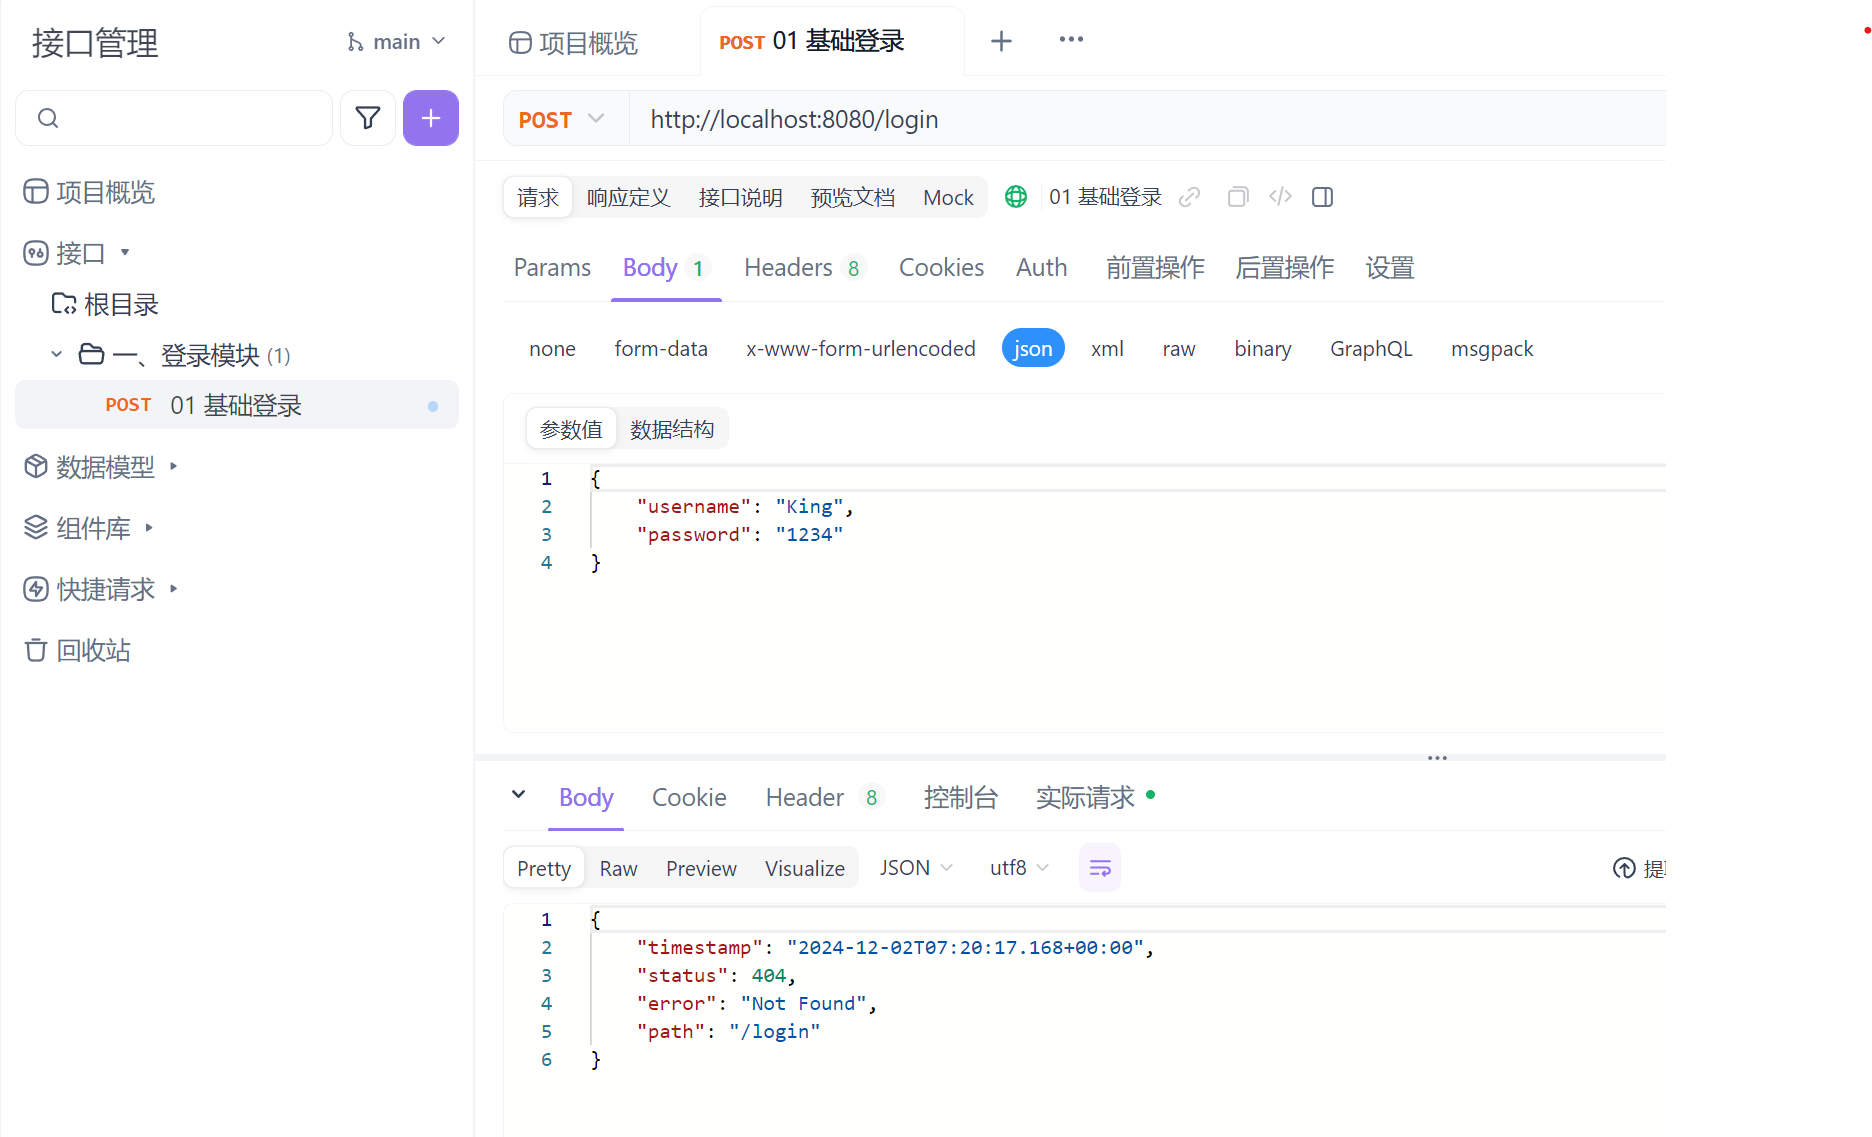 接口管理
main
项目概览
接口
根目录
一、登录模块 (1)
POST 01 基础登录
数据模型
组件库
快捷请求
回收站
项目概览
POST 01 基础登录
POST http://localhost:8080/login
请求 响应定义 接口说明 预览文档 Mock 01 基础登录
Params Body 1 Headers 8 Cookies Auth 前置操作 后置操作 设置
none form-data x-www-form-urlencoded json xml raw binary GraphQL msgpack
参数值 数据结构
1 {
2 "username": "King",
3 "password": "1234"
4 }
Body Cookie Header 8 控制台 实际请求
Pretty Raw Preview Visualize JSON utf8 提
1 {
2 "timestamp": "2024-12-02T07:20:17.168+00:00",
3 "status": 404,
4 "error": "Not Found",
5 "path": "/login"
6 }